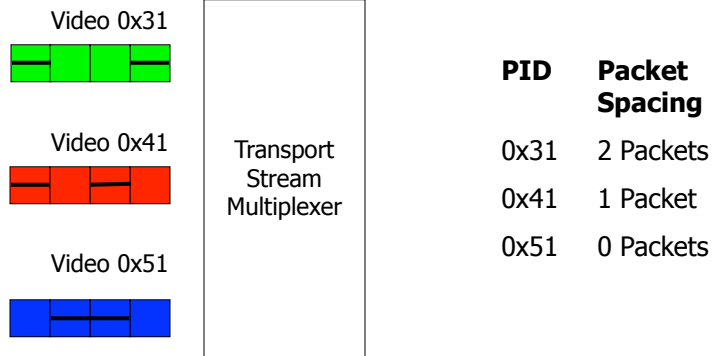 Video 0x31
Video 0x41
Video 0x51
Transport
Stream
Multiplexer
PID Packet
Spacing
0x31 2 Packets
0x41 1 Packet
0x51 0 Packets